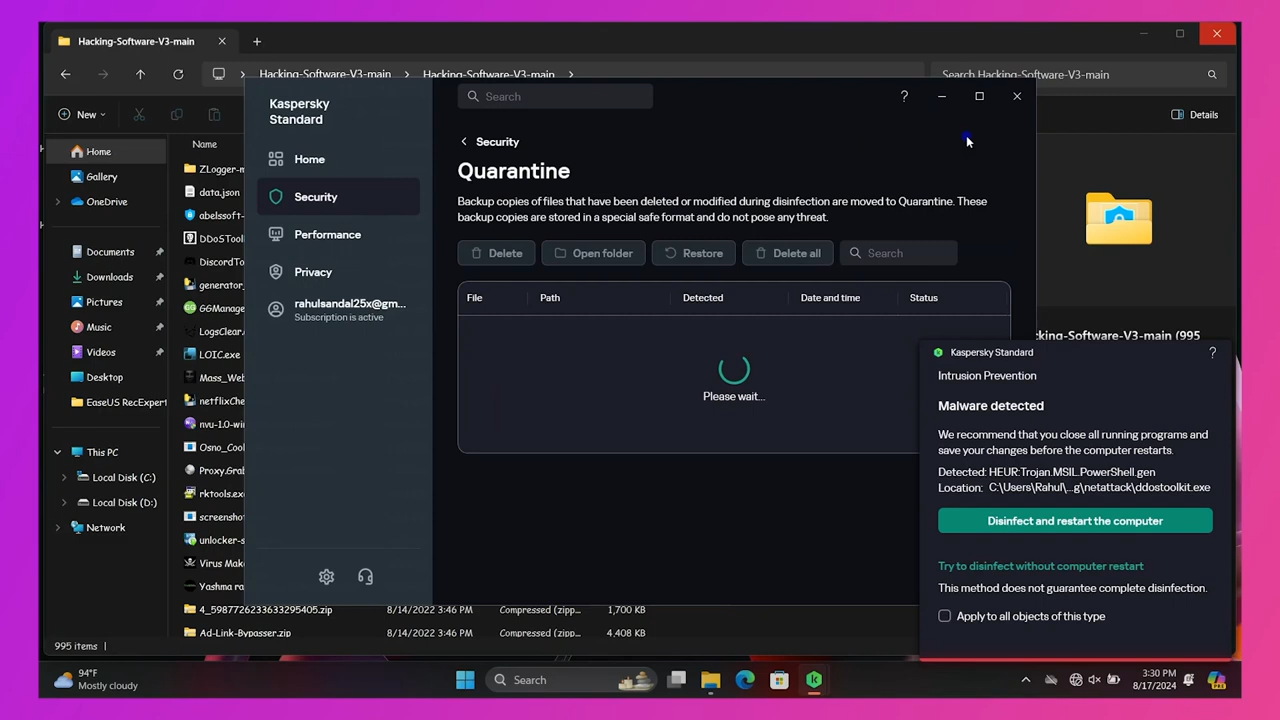 Hacking-Software-V3-main
Hacking-Software-V3-main
Hacking-Software-V3-main
Search Hacking-Software-V3-main
New
Details
Home
Gallery
OneDrive
Documents
Downloads
Pictures
Music
Videos
Desktop
EaseUS RecExpert
This PC
Local Disk (C:)
Local Disk (D:)
Network
995 items
Name
ZLogger-m
data.json
abelssoft-
DDoSTool
DiscordT
generator_
GGManage
LogsClear.
LOIC.exe
Mass_Web
netflixChe
nvu-1.0-wi
Osno_Cool
Proxy.Grab
rktools.exe
screenshot
unlocker-s
Virus Make
Yashma ra
4_5987726233633295405.zip 8/14/2022 3:46 PM Compressed (zipp... 1,700 KB
Ad-Link-Bypasser.zip 8/14/2022 3:46 PM Compressed (zipp... 4,408 KB
Kaspersky
Standard
Home
Security
Performance
Privacy
rahulsandal25x@gm...
Subscription is active
Search
?
Security
Quarantine
Backup copies of files that have been deleted or modified during disinfection are moved to Quarantine. These
backup copies are stored in a special safe format and do not pose any threat.
Delete
Open folder
Restore
Delete all
Search
File Path Detected Date and time Status
Please wait...
cking-Software-V3-main (995
Kaspersky Standard
?
Intrusion Prevention
Malware detected
We recommend that you close all running programs and
save your changes before the computer restarts.
Detected: HEUR:Trojan.MSIL.PowerShell.gen
Location: C:\Users\Rahul\...g\netattack\ddostoolkit.exe
Disinfect and restart the computer
Try to disinfect without computer restart
This method does not guarantee complete disinfection.
Apply to all objects of this type
94°F
Mostly cloudy
Search
3:30 PM
8/17/2024